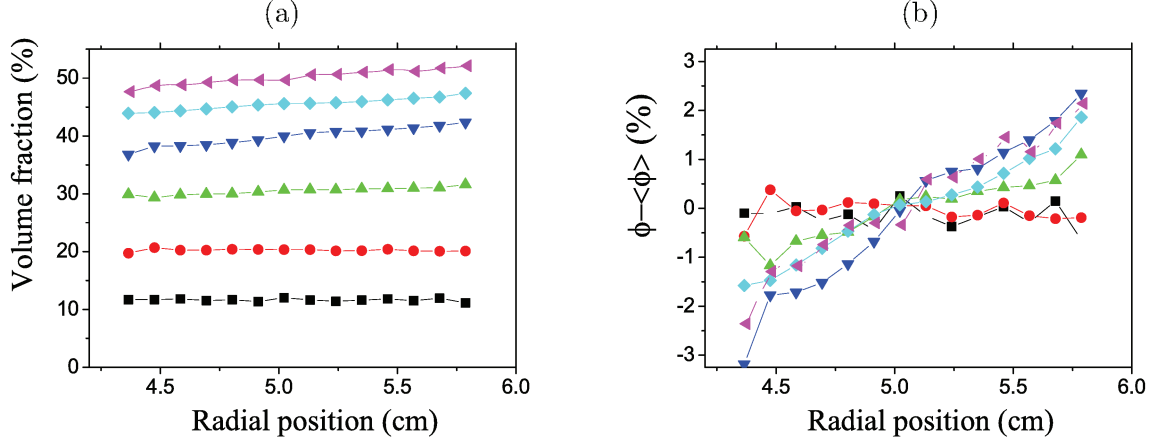 (a)
Volume fraction (%)
50
40
30
20
10
0
4.5 5.0 5.5 6.0
Radial position (cm)
(b)
ϕ−<ϕ> (%)
3
2
1
0
-1
-2
-3
4.5 5.0 5.5 6.0
Radial position (cm)